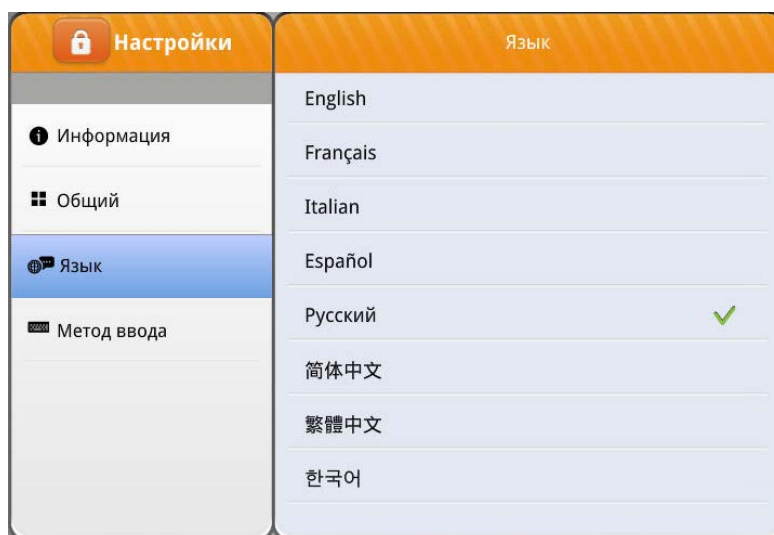 Настройки
Информация
Общий
Язык
Метод ввода
Язык
English
Français
Italian
Español
Русский
简体中文
繁體中文
한국어